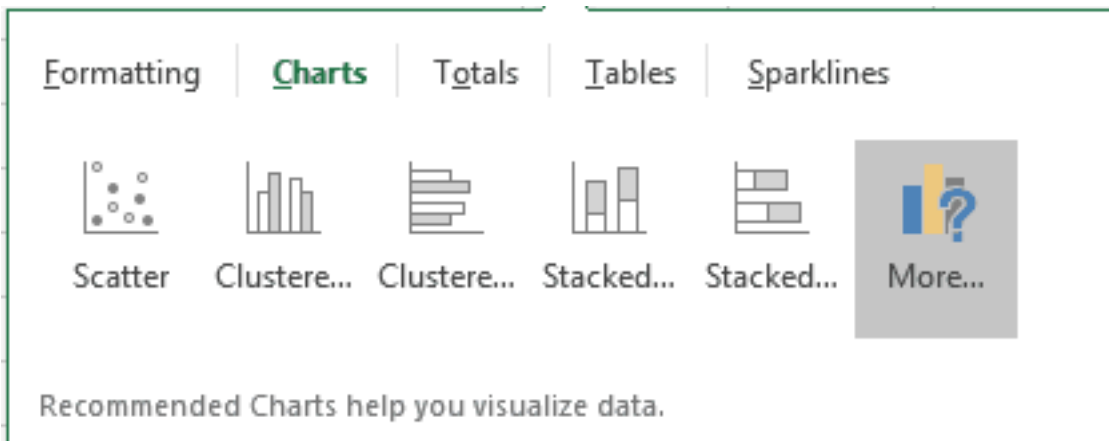 Formatting Charts Totals Tables Sparklines
Scatter Clustere... Clustere... Stacked... Stacked... More...
Recommended Charts help you visualize data.